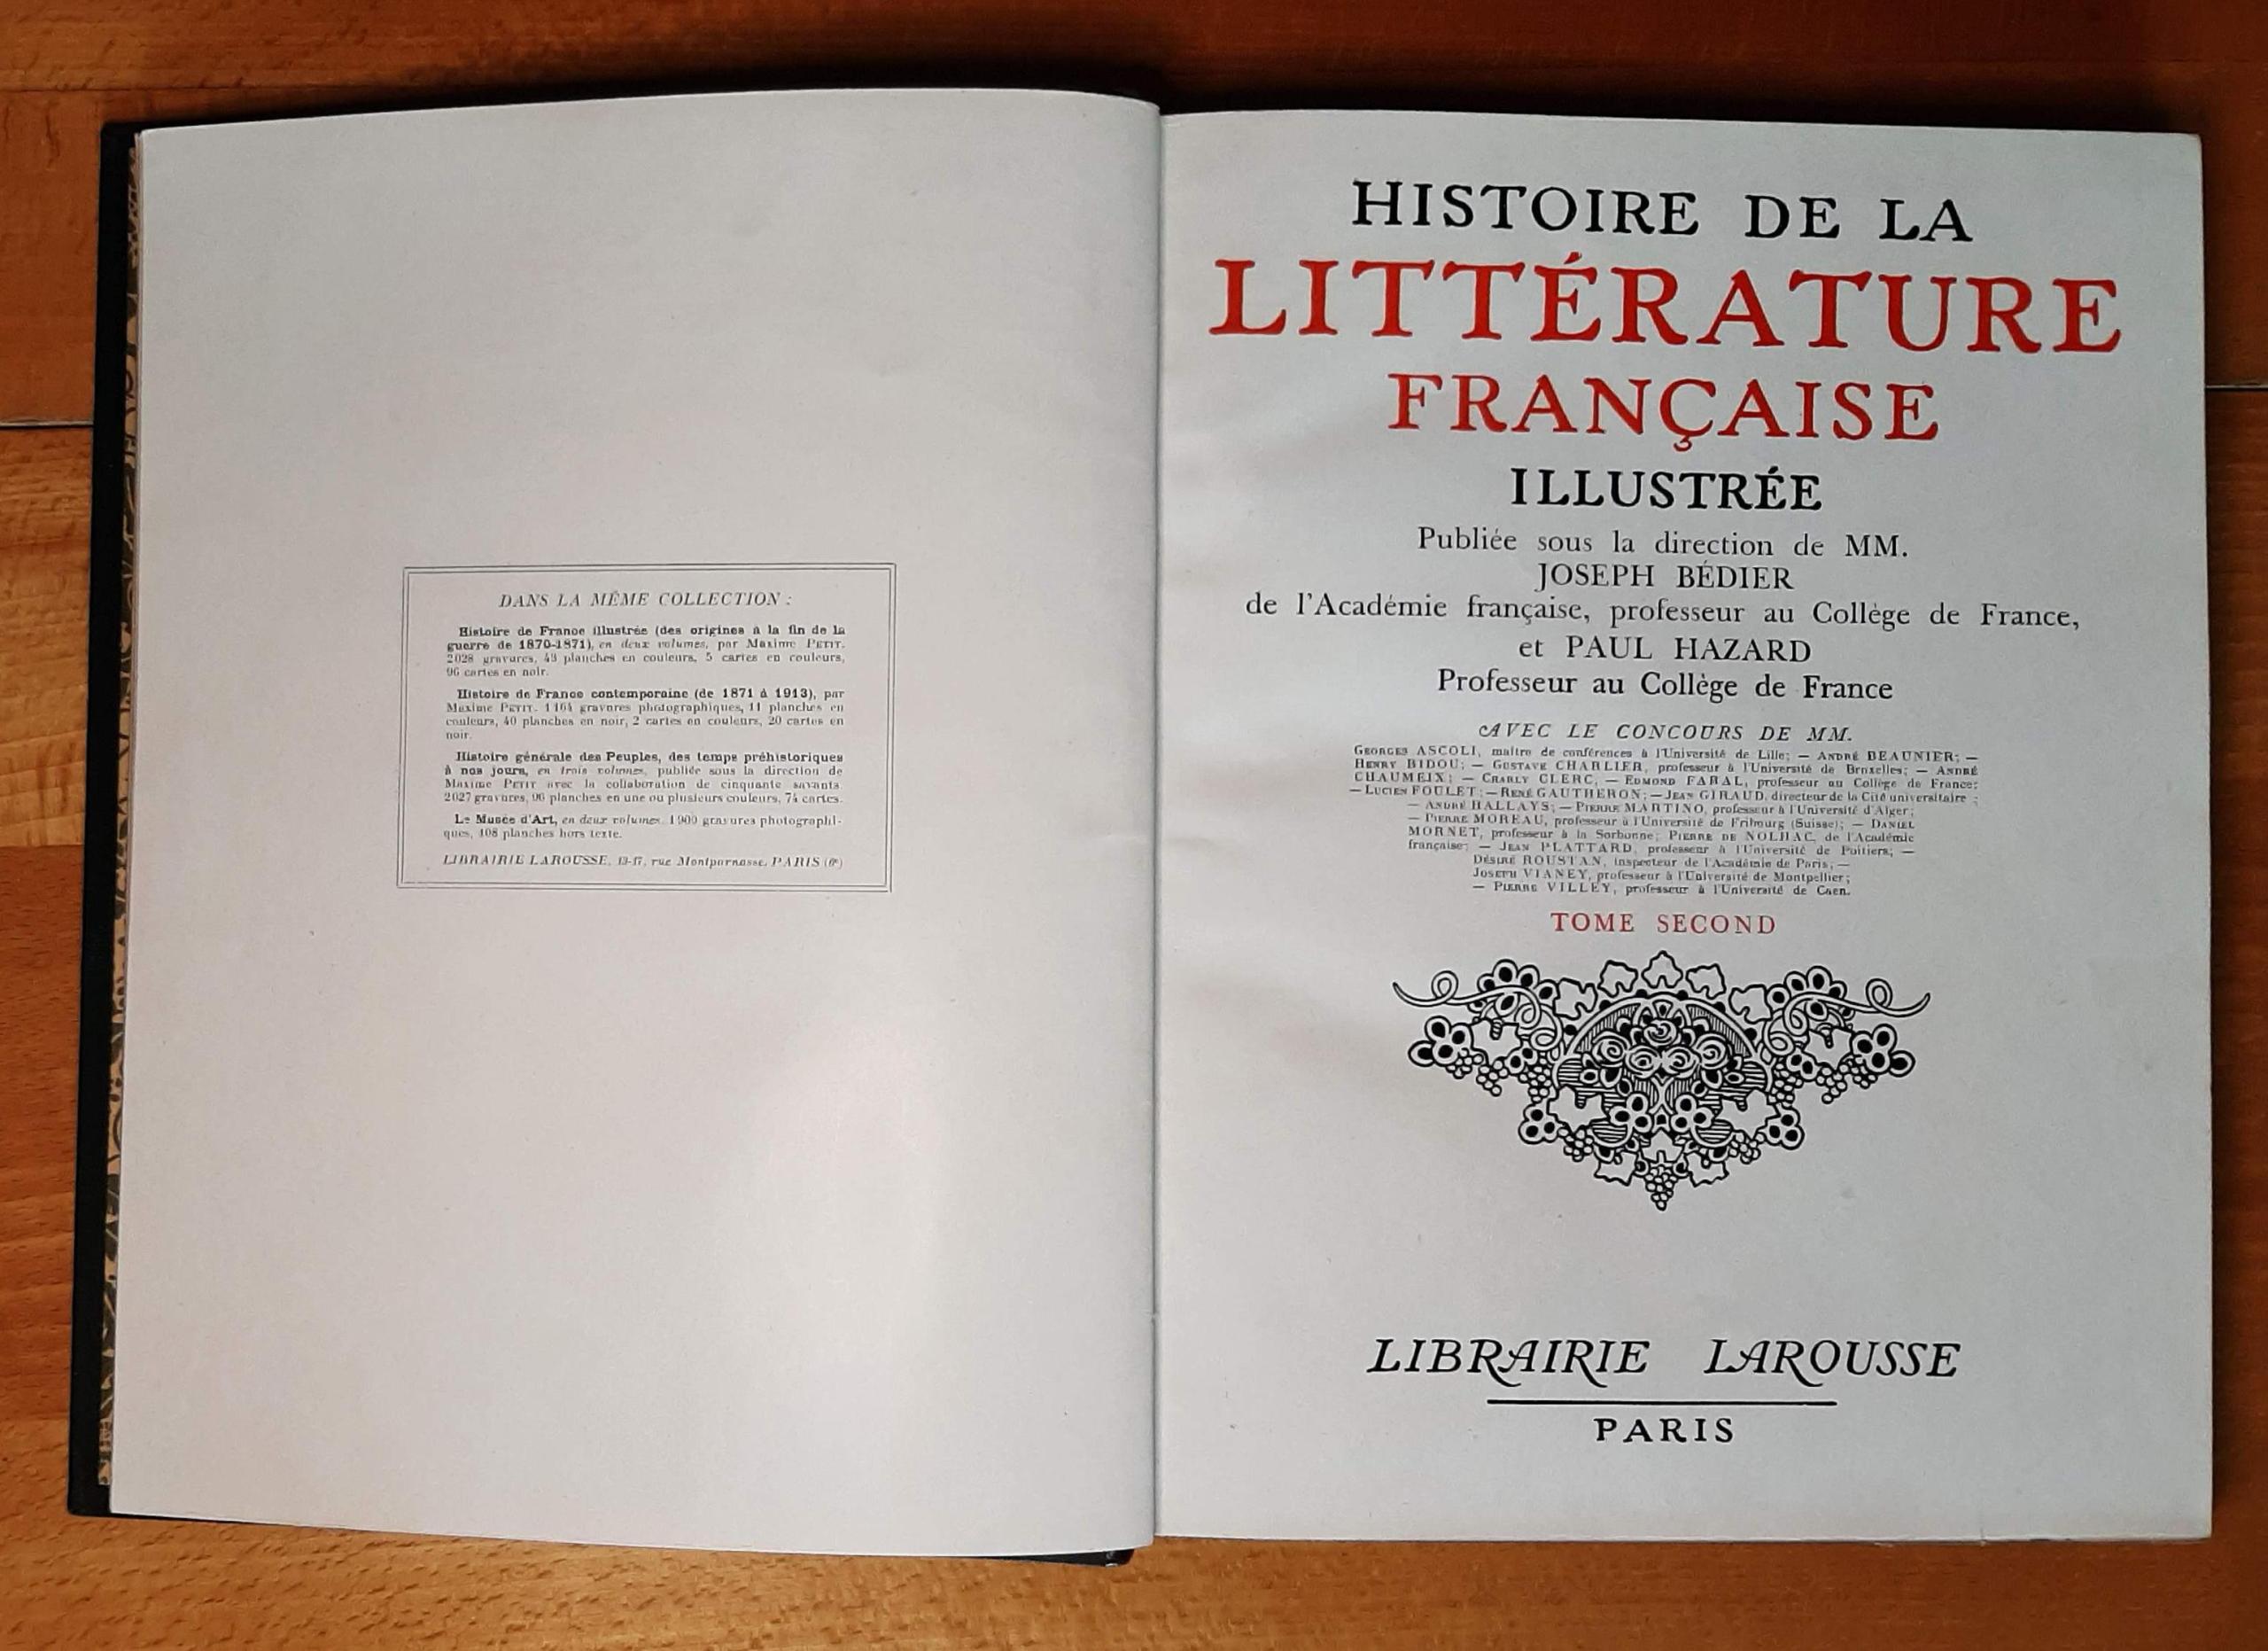 DANS LA MÊME COLLECTION :
Histoire de France illustrée (des origines à la fin de la
guerre de 1870-1871), en deux volumes, par Maxime PETIT.
2028 gravures, 43 planches en couleurs, 5 cartes en couleurs,
96 cartes en noir.
Histoire de France contemporaine (de 1871 à 1913), par
Maxime PETIT. 1164 gravures photographiques, 11 planches en
couleurs, 40 planches en noir, 2 cartes en couleurs, 20 cartes en
noir.
Histoire générale des Peuples, des temps préhistoriques
à nos jours, en trois volumes, publiée sous la direction de
Maxime PETIT avec la collaboration de cinquante savants.
2027 gravures, 96 planches en une ou plusieurs couleurs, 74 cartes.
Le Musée d'Art, en deux volumes. 1900 gravures photographi-
ques, 108 planches hors texte.
LIBRAIRIE LAROUSSE, 13-17, rue Montparnasse, PARIS (6e)
HISTOIRE DE LA
LITTÉRATURE
FRANÇAISE
ILLUSTRÉE
Publiée sous la direction de MM.
JOSEPH BÉDIER
de l'Académie française, professeur au Collège de France,
et PAUL HAZARD
Professeur au Collège de France
AVEC LE CONCOURS DE MM.
GEORGES ASCOLI, maître de conférences à l'Université de Lille; — ANDRÉ BEAUNIER; —
HENRY BIDOU; — GUSTAVE CHARLIER, professeur à l'Université de Bruxelles; — ANDRÉ
CHAUMEIX; — CHARLY CLERC, — EDMOND FARAL, professeur au Collège de France;
— LUCIEN FOULET; — RENÉ GAUTHERON; — JEAN GIRAUD, directeur de la Cité universitaire ;
— ANDRÉ HALLAYS; — PIERRE MARTINO, professeur à l'Université d'Alger;
— PIERRE MOREAU, professeur à l'Université de Fribourg (Suisse); — DANIEL
MORNET, professeur à la Sorbonne; PIERRE DE NOLHAC, de l'Académie
française; — JEAN PLATTARD, professeur à l'Université de Poitiers; —
DÉSIRÉ ROUSTAN, inspecteur de l'Académie de Paris; —
JOSEPH VIANEY, professeur à l'Université de Montpellier;
— PIERRE VILLEY, professeur à l'Université de Caen.
TOME SECOND
LIBRAIRIE LAROUSSE
PARIS